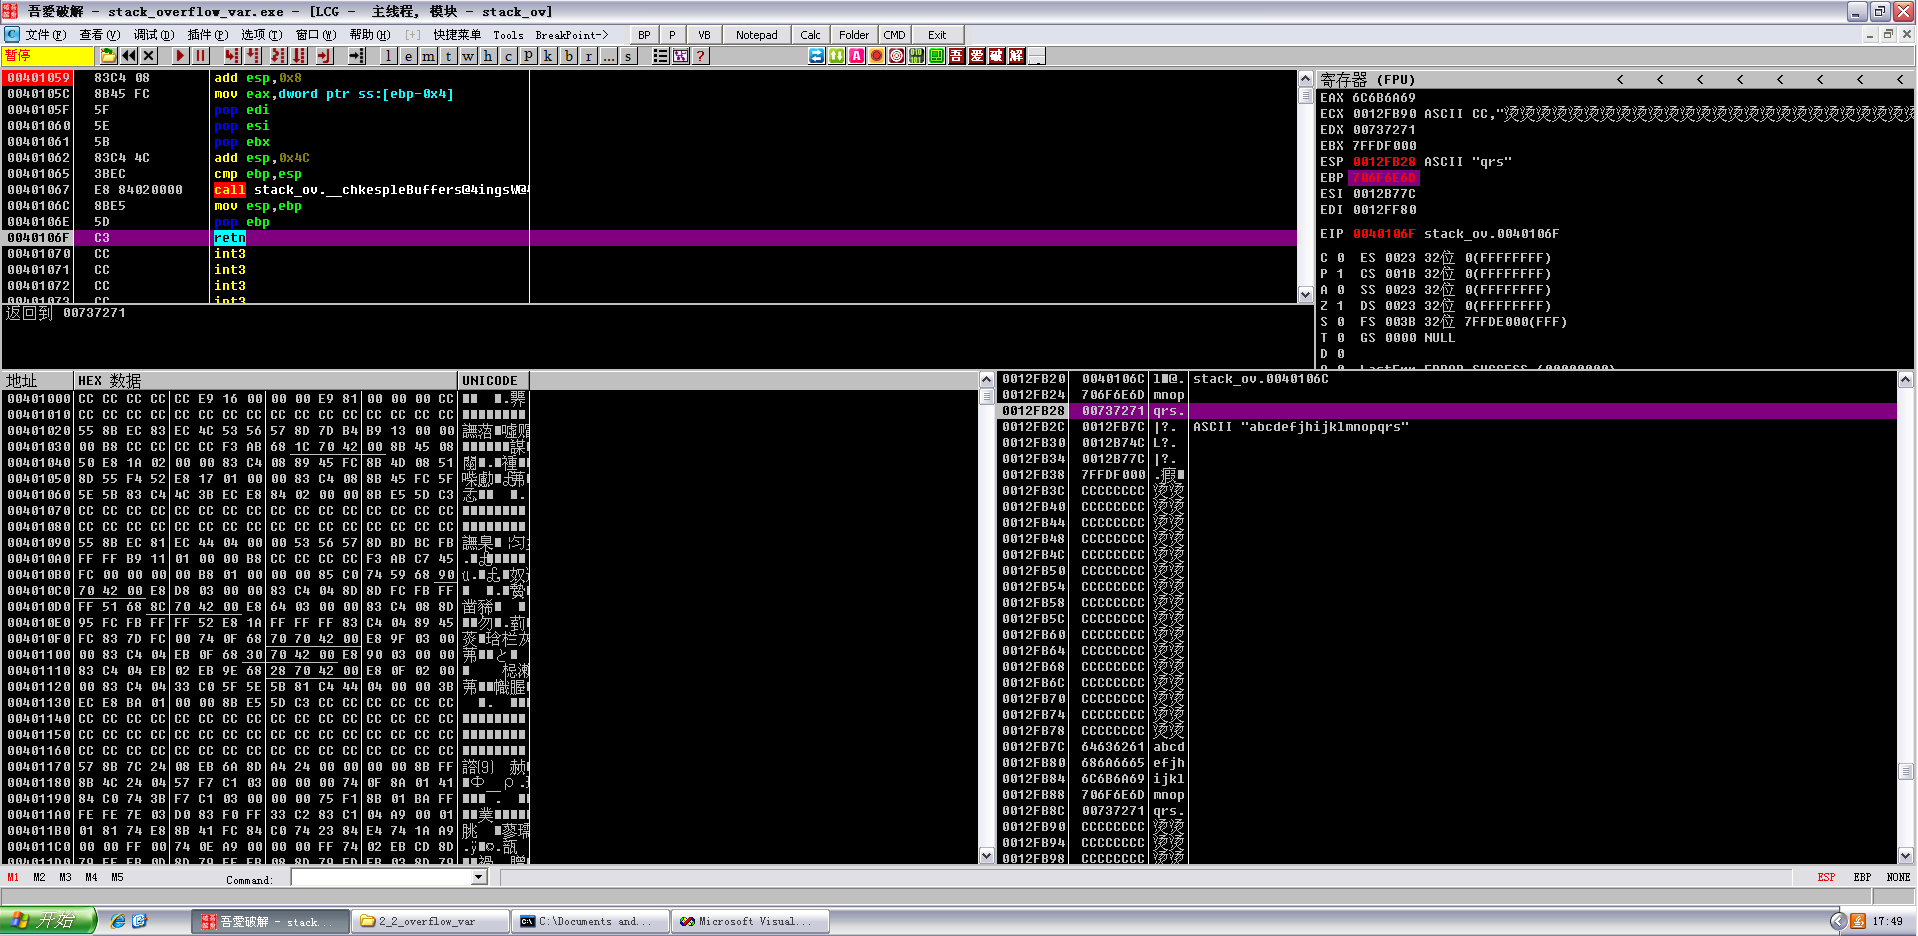 吾愛破解 - stack_overflow_var.exe - [LCG -  主线程, 模块 - stack_ov]
文件(F) 查看(V) 调试(D) 插件(P) 选项(T) 窗口(W) 帮助(H) [+] 快捷菜单 Tools BreakPoint-> BP P VB Notepad Calc Folder CMD Exit
暂停 l e m t w h c p k b r ... s ? 吾 爱 破 解
00401059 83C4 08 add esp,0x8
0040105C 8B45 FC mov eax,dword ptr ss:[ebp-0x4]
0040105F 5F pop edi
00401060 5E pop esi
00401061 5B pop ebx
00401062 83C4 4C add esp,0x4C
00401065 3BEC cmp ebp,esp
00401067 E8 84020000 call stack_ov.__chkespleBuffers@4ingsW@4
0040106C 8BE5 mov esp,ebp
0040106E 5D pop ebp
0040106F C3 retn
00401070 CC int3
00401071 CC int3
00401072 CC int3
00401073 CC int3
返回到 00737271
寄存器 (FPU) < < < < < < < <
EAX 6C6B6A69
ECX 0012FB90 ASCII CC,"烫烫烫烫烫烫烫烫烫烫烫烫烫烫烫烫烫烫烫烫烫烫烫烫烫
EDX 00737271
EBX 7FFDF000
ESP 0012FB28 ASCII "qrs"
EBP 706F6E6D
ESI 0012B77C
EDI 0012FF80
EIP 0040106F stack_ov.0040106F
C 0 ES 0023 32位 0(FFFFFFFF)
P 1 CS 001B 32位 0(FFFFFFFF)
A 0 SS 0023 32位 0(FFFFFFFF)
Z 1 DS 0023 32位 0(FFFFFFFF)
S 0 FS 003B 32位 7FFDE000(FFF)
T 0 GS 0000 NULL
D 0
O 0 LastErr ERROR_SUCCESS (00000000)
地址 HEX 数据 UNICODE
00401000 CC CC CC CC CC E9 16 00 00 00 E9 81 00 00 00 CC
00401010 CC CC CC CC CC CC CC CC CC CC CC CC CC CC CC CC
00401020 55 8B EC 83 EC 4C 53 56 57 8D 7D B4 B9 13 00 00
00401030 00 B8 CC CC CC CC F3 AB 68 1C 70 42 00 8B 45 08
00401040 50 E8 1A 02 00 00 83 C4 08 89 45 FC 8B 4D 08 51
00401050 8D 55 F4 52 E8 17 01 00 00 83 C4 08 8B 45 FC 5F
00401060 5E 5B 83 C4 4C 3B EC E8 84 02 00 00 8B E5 5D C3
00401070 CC CC CC CC CC CC CC CC CC CC CC CC CC CC CC CC
00401080 CC CC CC CC CC CC CC CC CC CC CC CC CC CC CC CC
00401090 55 8B EC 81 EC 44 04 00 00 53 56 57 8D BD BC FB
004010A0 FF FF B9 11 01 00 00 B8 CC CC CC CC F3 AB C7 45
004010B0 FC 00 00 00 00 B8 01 00 00 00 85 C0 74 59 68 90
004010C0 70 42 00 E8 D8 03 00 00 83 C4 04 8D 8D FC FB FF
004010D0 FF 51 68 8C 70 42 00 E8 64 03 00 00 83 C4 08 8D
004010E0 95 FC FB FF FF 52 E8 1A FF FF FF 83 C4 04 89 45
004010F0 FC 83 7D FC 00 74 0F 68 70 70 42 00 E8 9F 03 00
00401100 00 83 C4 04 EB 0F 68 30 70 42 00 E8 90 03 00 00
00401110 83 C4 04 EB 02 EB 9E 68 28 70 42 00 E8 0F 02 00
00401120 00 83 C4 04 33 C0 5F 5E 5B 81 C4 44 04 00 00 3B
00401130 EC E8 BA 01 00 00 8B E5 5D C3 CC CC CC CC CC CC
00401140 CC CC CC CC CC CC CC CC CC CC CC CC CC CC CC CC
00401150 CC CC CC CC CC CC CC CC CC CC CC CC CC CC CC CC
00401160 CC CC CC CC CC CC CC CC CC CC CC CC CC CC CC CC
00401170 57 8B 7C 24 08 EB 6A 8D A4 24 00 00 00 00 8B FF
00401180 8B 4C 24 04 57 F7 C1 03 00 00 00 74 0F 8A 01 41
00401190 84 C0 74 3B F7 C1 03 00 00 00 75 F1 8B 01 BA FF
004011A0 FE FE 7E 03 D0 83 F0 FF 33 C2 83 C1 04 A9 00 01
004011B0 01 81 74 E8 8B 41 FC 84 C0 74 23 84 E4 74 1A A9
004011C0 00 00 FF 00 74 0E A9 00 00 00 FF 74 02 EB CD 8D
004011D0 79 FF EB 0D 8D 79 FE EB 08 8D 79 FD EB 03 8D 79
0012FB20 0040106C l■@. stack_ov.0040106C
0012FB24 706F6E6D mnop
0012FB28 00737271 qrs.
0012FB2C 0012FB7C |?. ASCII "abcdefjhijklmnopqrs"
0012FB30 0012B74C L?.
0012FB34 0012B77C |?.
0012FB38 7FFDF000 .瑕■
0012FB3C CCCCCCCC 烫烫
0012FB40 CCCCCCCC 烫烫
0012FB44 CCCCCCCC 烫烫
0012FB48 CCCCCCCC 烫烫
0012FB4C CCCCCCCC 烫烫
0012FB50 CCCCCCCC 烫烫
0012FB54 CCCCCCCC 烫烫
0012FB58 CCCCCCCC 烫烫
0012FB5C CCCCCCCC 烫烫
0012FB60 CCCCCCCC 烫烫
0012FB64 CCCCCCCC 烫烫
0012FB68 CCCCCCCC 烫烫
0012FB6C CCCCCCCC 烫烫
0012FB70 CCCCCCCC 烫烫
0012FB74 CCCCCCCC 烫烫
0012FB78 CCCCCCCC 烫烫
0012FB7C 64636261 abcd
0012FB80 686A6665 efjh
0012FB84 6C6B6A69 ijkl
0012FB88 706F6E6D mnop
0012FB8C 00737271 qrs.
0012FB90 CCCCCCCC 烫烫
0012FB94 CCCCCCCC 烫烫
0012FB98 CCCCCCCC 烫烫
M1 M2 M3 M4 M5 Command: ESP EBP NONE
开始 吾愛破解 - stack... 2_2_overflow_var C:\Documents and... Microsoft Visual... 17:49